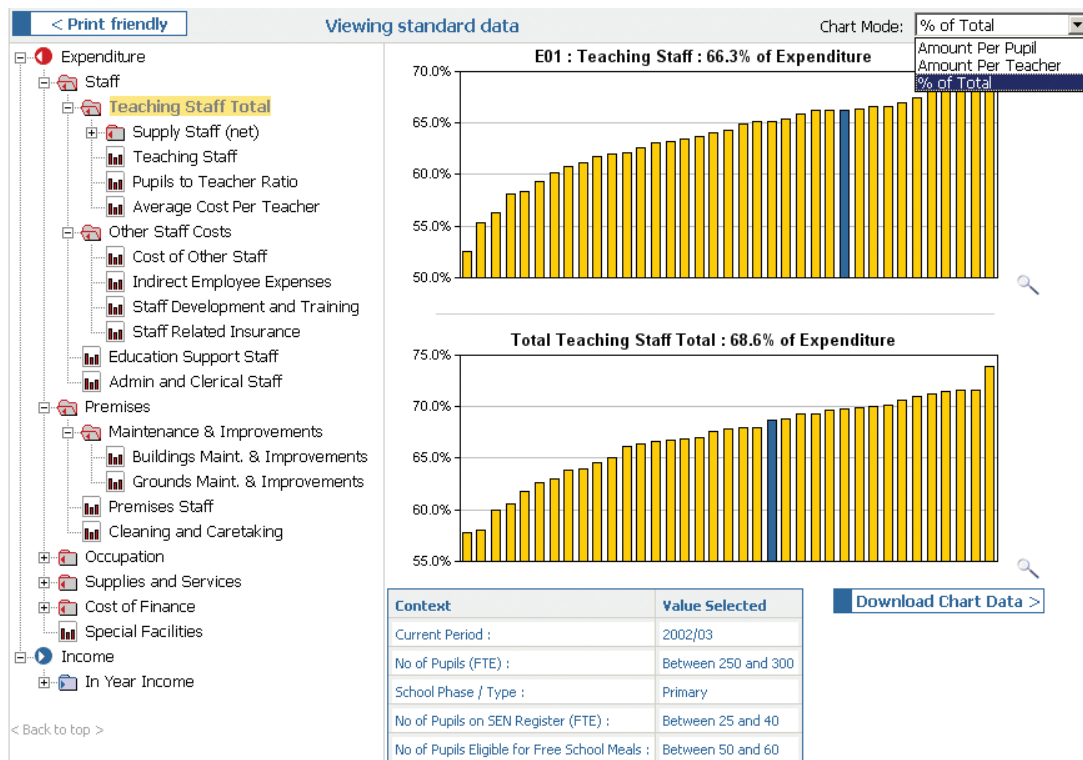 < Print friendly
Viewing standard data
Chart Mode:
% of Total
Amount Per Pupil
Amount Per Teacher
% of Total
Expenditure
Staff
Teaching Staff Total
Supply Staff (net)
Teaching Staff
Pupils to Teacher Ratio
Average Cost Per Teacher
Other Staff Costs
Cost of Other Staff
Indirect Employee Expenses
Staff Development and Training
Staff Related Insurance
Education Support Staff
Admin and Clerical Staff
Premises
Maintenance & Improvements
Buildings Maint. & Improvements
Grounds Maint. & Improvements
Premises Staff
Cleaning and Caretaking
Occupation
Supplies and Services
Cost of Finance
Special Facilities
Income
In Year Income
< Back to top >
E01 : Teaching Staff : 66.3% of Expenditure
70.0%
65.0%
60.0%
55.0%
50.0%
Total Teaching Staff Total : 68.6% of Expenditure
75.0%
70.0%
65.0%
60.0%
55.0%
Context Value Selected
Current Period : 2002/03
No of Pupils (FTE) : Between 250 and 300
School Phase / Type : Primary
No of Pupils on SEN Register (FTE) : Between 25 and 40
No of Pupils Eligible for Free School Meals : Between 50 and 60
Download Chart Data >